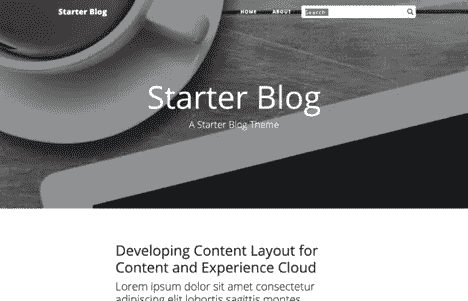 Starter Blog
HOME ABOUT Search
Starter Blog
A Starter Blog Theme
Developing Content Layout for
Content and Experience Cloud
Lorem ipsum dolor sit amet consectetur
adipiscing elit lobortis sagittis montes